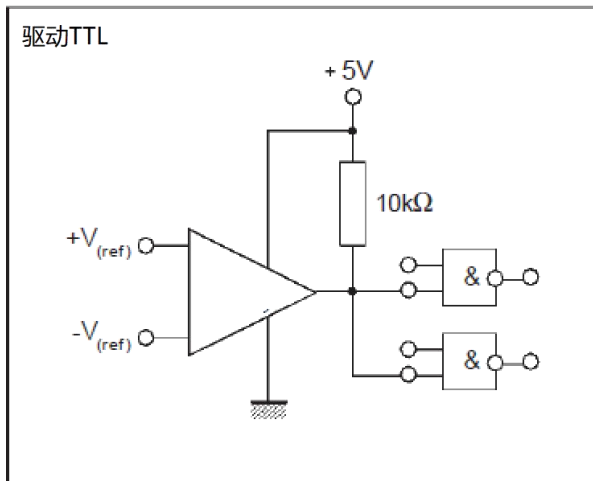 驱动TTL
+ 5V
10kΩ
+V(ref)
-V(ref)
&
&